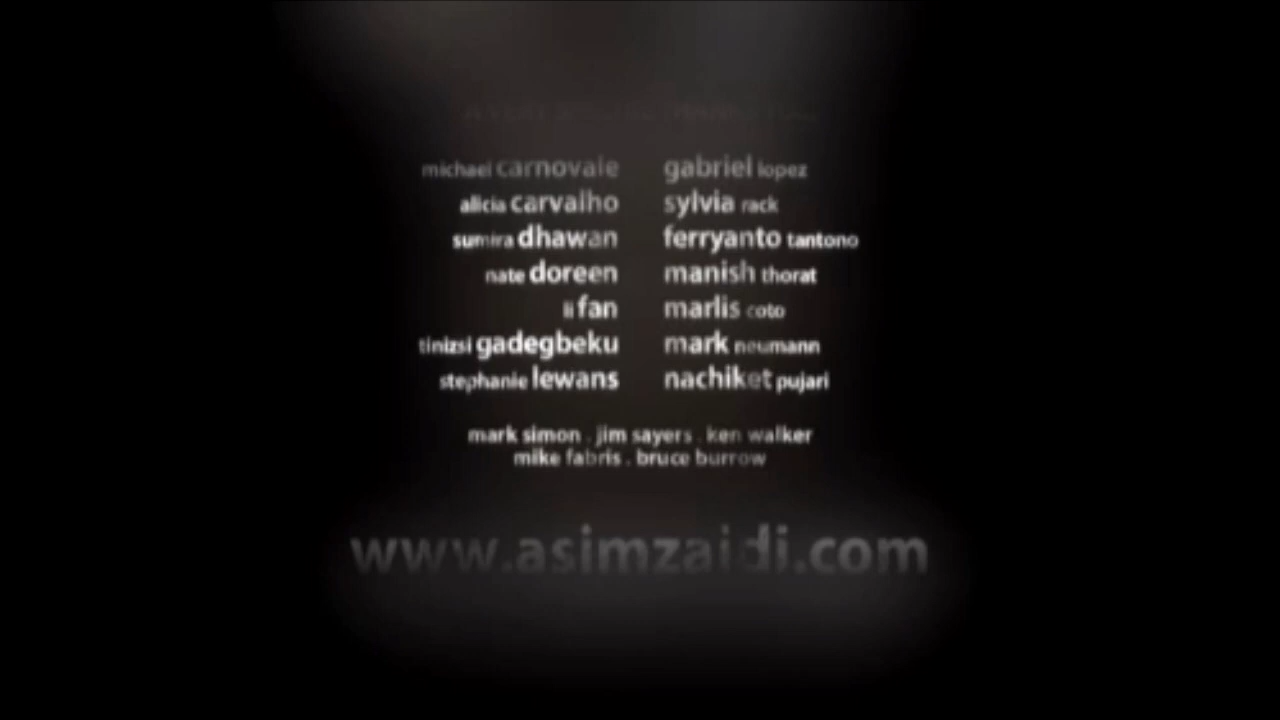 michael carnovale gabriel lopez
alicia carvalho sylvia rack
sumira dhawan ferryanto tantono
nate doreen manish thorat
li fan marlis coto
tinizsi gadegbeku mark neumann
stephanie lewans nachiket pujari
mark simon . jim sayers . ken walker
mike fabris . bruce burrow
www.asimzaidi.com